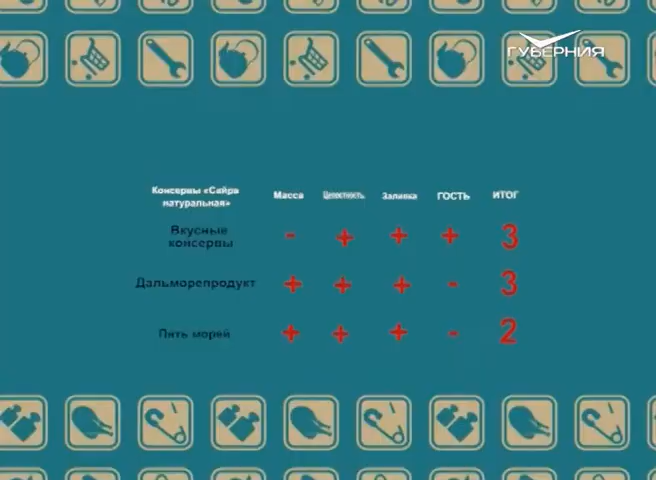 ГУБЕРНИЯ
Консервы «Сайра натуральная» Масса Целостность Заливка ГОСТЬ ИТОГ
Вкусные консервы - + + + 3
Дальморепродукт + + + - 3
Пять морей + + + - 2